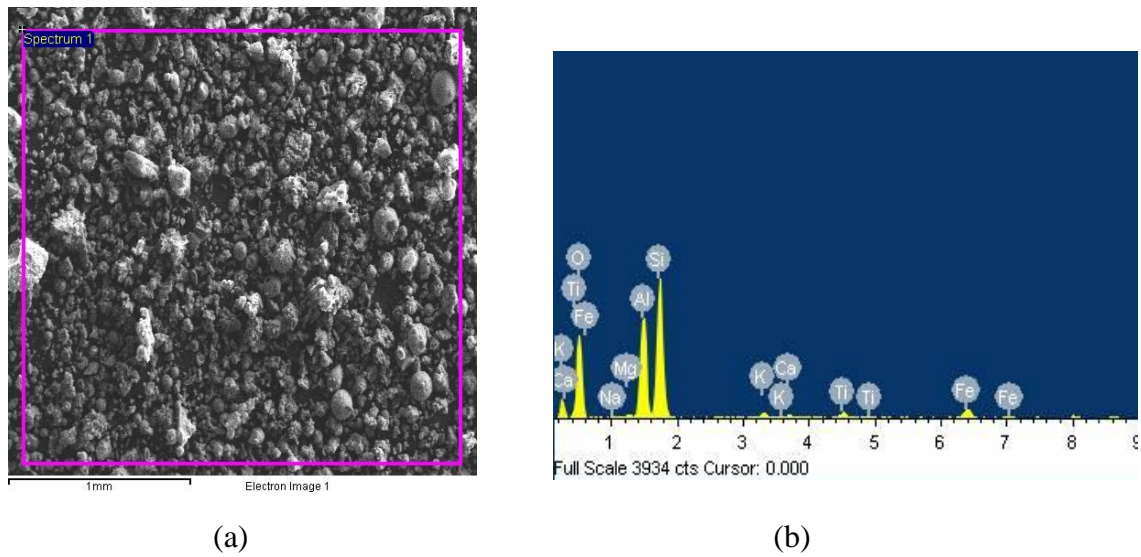 Spectrum 1
1mm
Electron Image 1
O
Si
Ti
Al
Fe
K
Mg
K
Ca
Ca
Na
K
Ti
Ti
Fe
Fe
1 2 3 4 5 6 7 8 9
Full Scale 3934 cts Cursor: 0.000
(a) (b)